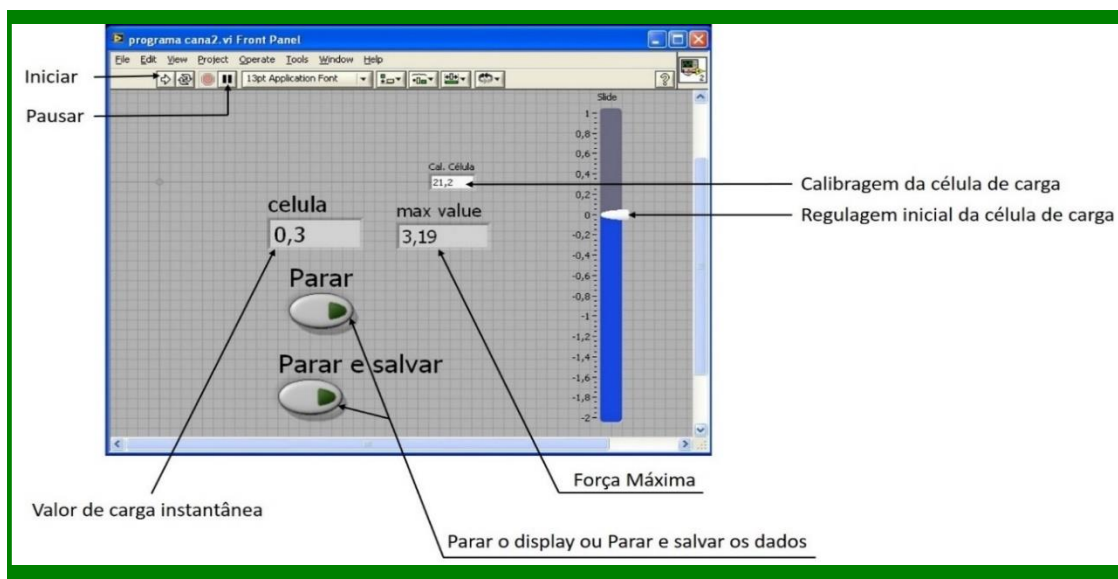 programa cana2.vi Front Panel
File Edit View Project Operate Tools Window Help
13pt Application Font
2
Iniciar
Pausar
Slide
1
0,8
0,6
0,4
0,2
0
-0,2
-0,4
-0,6
-0,8
-1
-1,2
-1,4
-1,6
-1,8
-2
Cal. Célula
21,2
celula
0,3
max value
3,19
Parar
Parar e salvar
Calibragem da célula de carga
Regulagem inicial da célula de carga
Força Máxima
Valor de carga instantânea
Parar o display ou Parar e salvar os dados